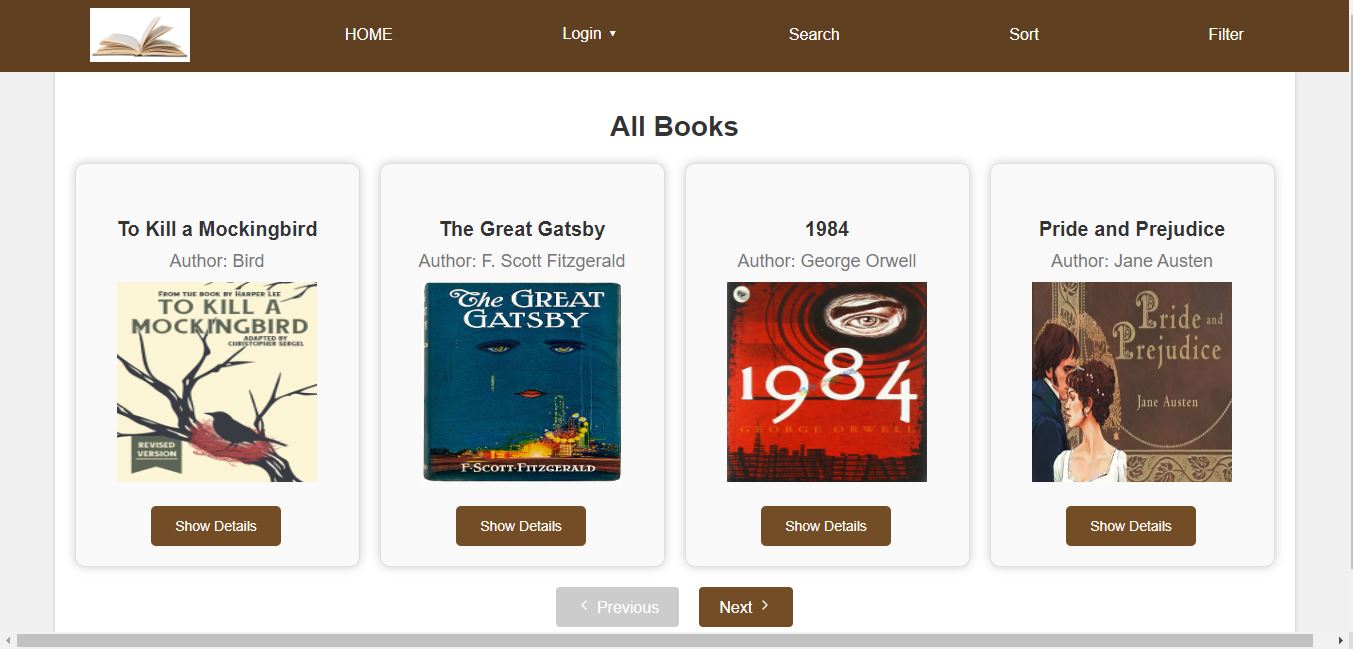 HOME
Login ▾
Search
Sort
Filter
All Books
To Kill a Mockingbird
Author: Bird
FROM THE BOOK BY HARPER LEE
TO KILL A
MOCKINGBIRD
ADAPTED BY
CHRISTOPHER SERGEL
REVISED
VERSION
Show Details
The Great Gatsby
Author: F. Scott Fitzgerald
The GREAT
GATSBY
F·SCOTT·FITZGERALD
Show Details
1984
Author: George Orwell
1984
GEORGE ORWELL
Show Details
Pride and Prejudice
Author: Jane Austen
Pride and
Prejudice
Jane Austen
Show Details
Previous
Next